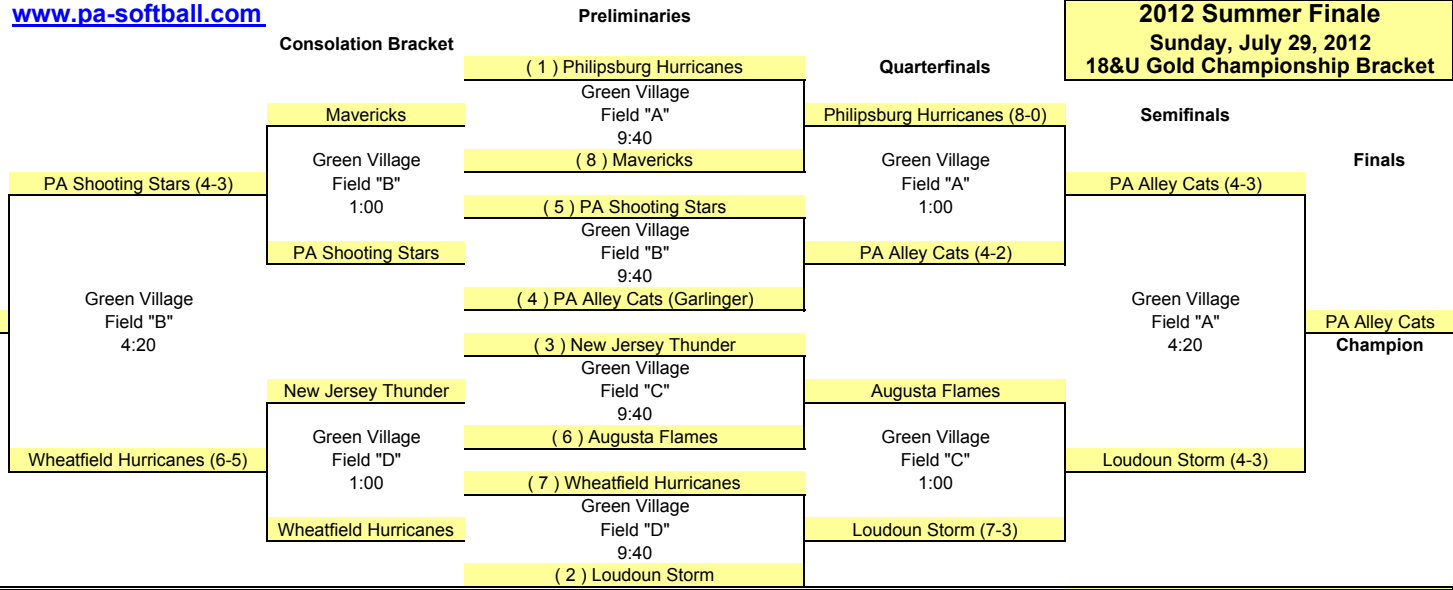 www.pa-softball.com
Preliminaries
2012 Summer Finale
Sunday, July 29, 2012
18&U Gold Championship Bracket
Consolation Bracket
Quarterfinals
Semifinals
Finals
( 1 ) Philipsburg Hurricanes
Green Village
Field "A"
9:40
( 8 ) Mavericks
( 5 ) PA Shooting Stars
Green Village
Field "B"
9:40
( 4 ) PA Alley Cats (Garlinger)
( 3 ) New Jersey Thunder
Green Village
Field "C"
9:40
( 6 ) Augusta Flames
( 7 ) Wheatfield Hurricanes
Green Village
Field "D"
9:40
( 2 ) Loudoun Storm
Mavericks
Green Village
Field "B"
1:00
PA Shooting Stars
New Jersey Thunder
Green Village
Field "D"
1:00
Wheatfield Hurricanes
PA Shooting Stars (4-3)
Green Village
Field "B"
4:20
Wheatfield Hurricanes (6-5)
Philipsburg Hurricanes (8-0)
Green Village
Field "A"
1:00
PA Alley Cats (4-2)
Augusta Flames
Green Village
Field "C"
1:00
Loudoun Storm (7-3)
PA Alley Cats (4-3)
Green Village
Field "A"
4:20
Loudoun Storm (4-3)
PA Alley Cats
Champion